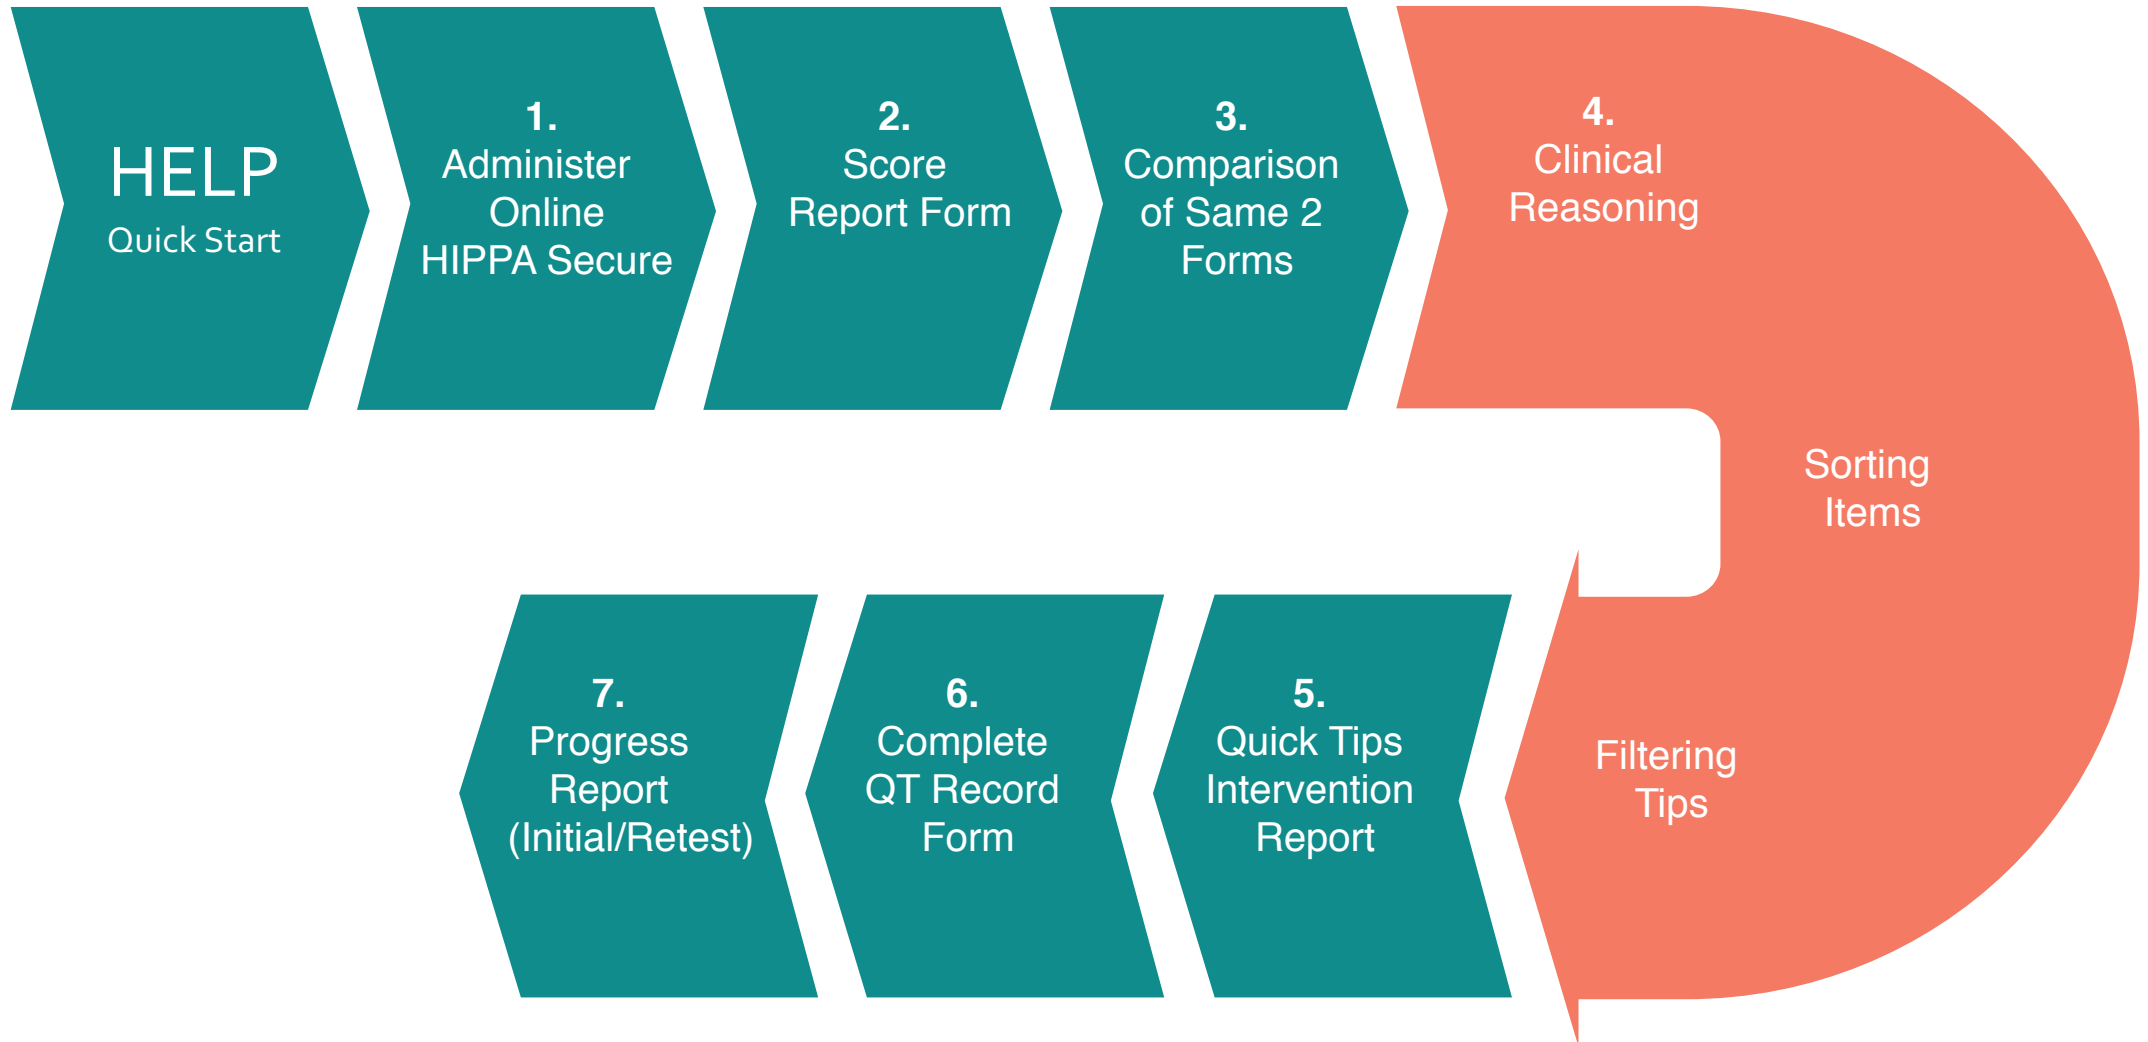 HELP
Quick Start
1.
Administer
Online
HIPPA Secure
2.
Score
Report Form
3.
Comparison
of Same 2
Forms
4.
Clinical
Reasoning
Sorting
Items
Filtering
Tips
5.
Quick Tips
Intervention
Report
6.
Complete
QT Record
Form
7.
Progress
Report
(Initial/Retest)